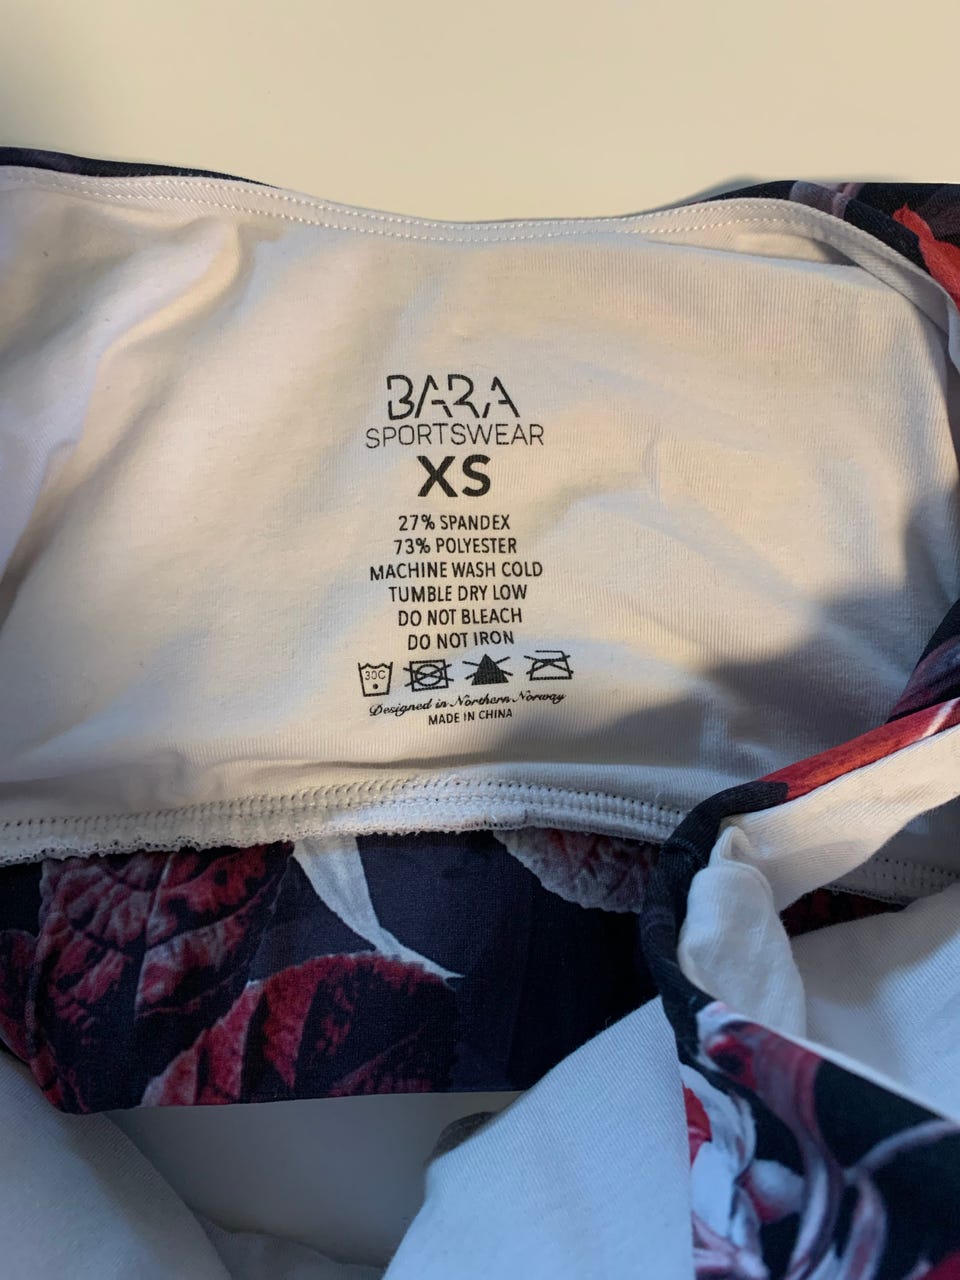 BARA
SPORTSWEAR
XS
27% SPANDEX
73% POLYESTER
MACHINE WASH COLD
TUMBLE DRY LOW
DO NOT BLEACH
DO NOT IRON
30C
Designed in Northern Norway
MADE IN CHINA